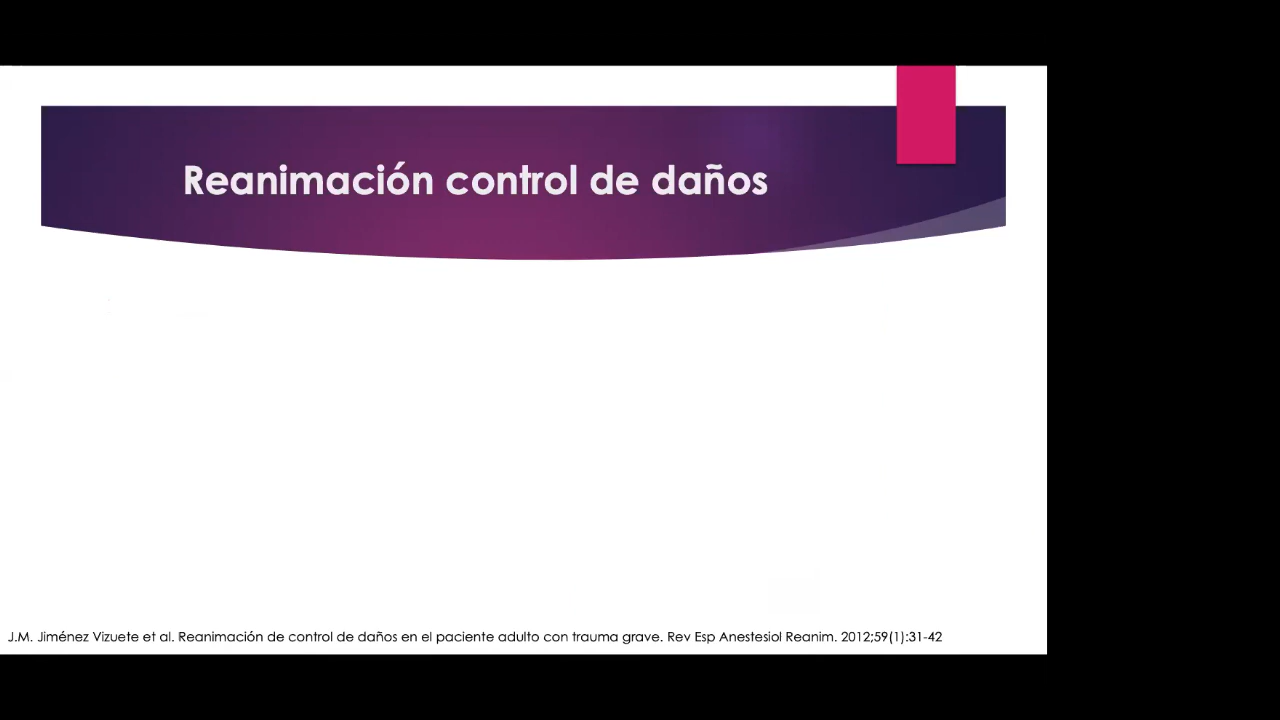 Reanimación control de daños
J.M. Jiménez Vizuete et al. Reanimación de control de daños en el paciente adulto con trauma grave. Rev Esp Anestesiol Reanim. 2012;59(1):31-42